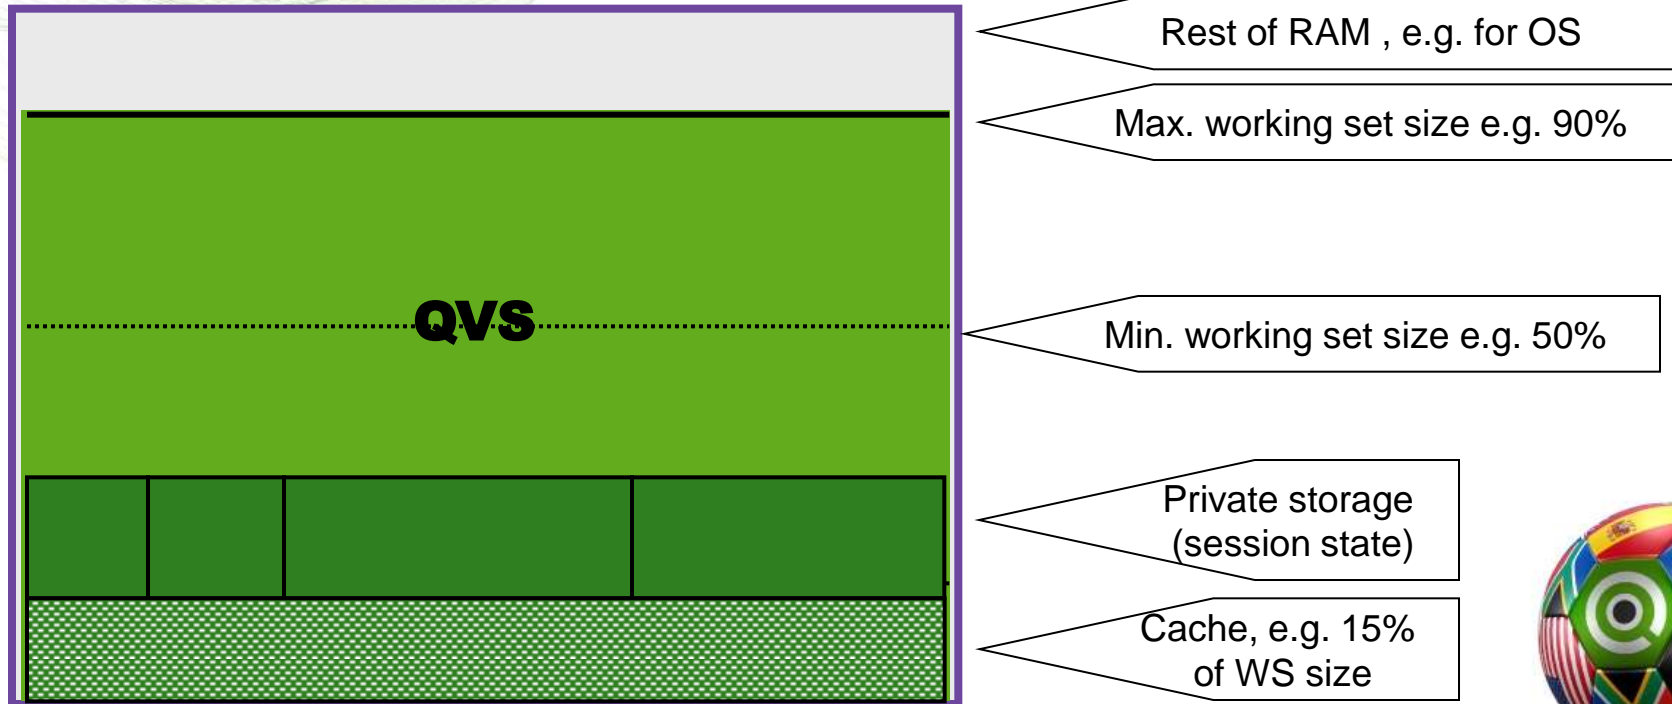 Rest of RAM , e.g. for OS
Max. working set size e.g. 90%
QVS
Min. working set size e.g. 50%
Private storage
(session state)
Cache, e.g. 15%
of WS size